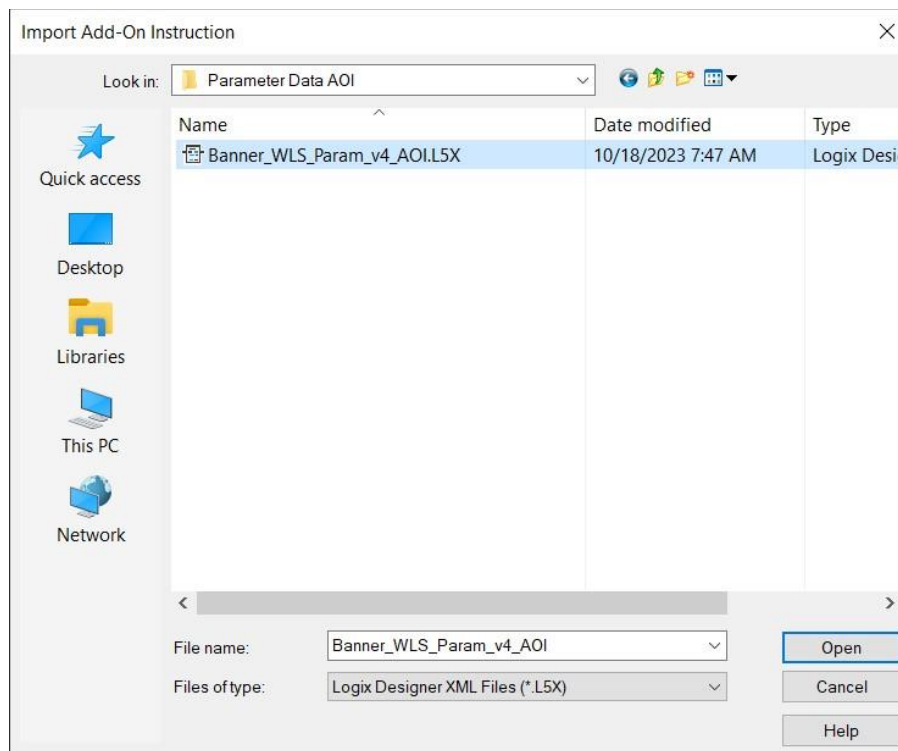 Import Add-On Instruction
Look in: Parameter Data AOI
Name Date modified Type
Banner_WLS_Param_v4_AOI.L5X 10/18/2023 7:47 AM Logix Desi
Quick access
Desktop
Libraries
This PC
Network
File name: Banner_WLS_Param_v4_AOI Open
Files of type: Logix Designer XML Files (*.L5X) Cancel
Help